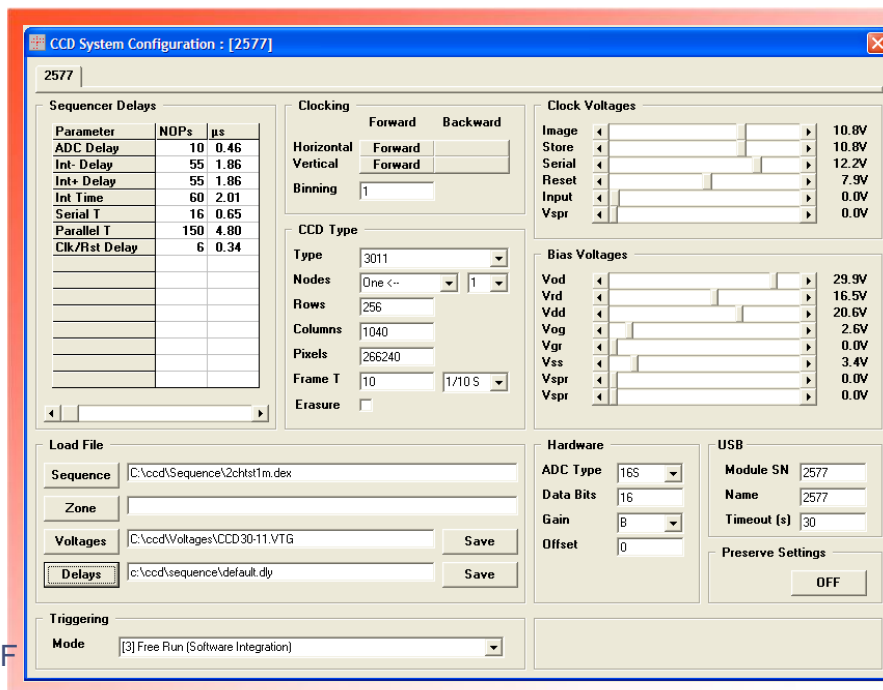 CCD System Configuration : [2577]
2577
Sequencer Delays
Parameter NOPs µs
ADC Delay 10 0.46
Int- Delay 55 1.86
Int+ Delay 55 1.86
Int Time 60 2.01
Serial T 16 0.65
Parallel T 150 4.80
Clk/Rst Delay 6 0.34
Clocking
Forward Backward
Horizontal Forward
Vertical Forward
Binning 1
CCD Type
Type 3011
Nodes One <-- 1
Rows 256
Columns 1040
Pixels 266240
Frame T 10 1/10 S
Erasure
Clock Voltages
Image 10.8V
Store 10.8V
Serial 12.2V
Reset 7.9V
Input 0.0V
Vspr 0.0V
Bias Voltages
Vod 29.9V
Vrd 16.5V
Vdd 20.6V
Vog 2.6V
Vgr 0.0V
Vss 3.4V
Vspr 0.0V
Vspr 0.0V
Load File
Sequence C:\ccd\Sequence\2chtst1m.dex
Zone
Voltages C:\ccd\Voltages\CCD30-11.VTG Save
Delays c:\ccd\sequence\default.dly Save
Hardware
ADC Type 16S
Data Bits 16
Gain B
Offset 0
USB
Module SN 2577
Name 2577
Timeout (s) 30
Preserve Settings
OFF
Triggering
Mode [3] Free Run (Software Integration)
F